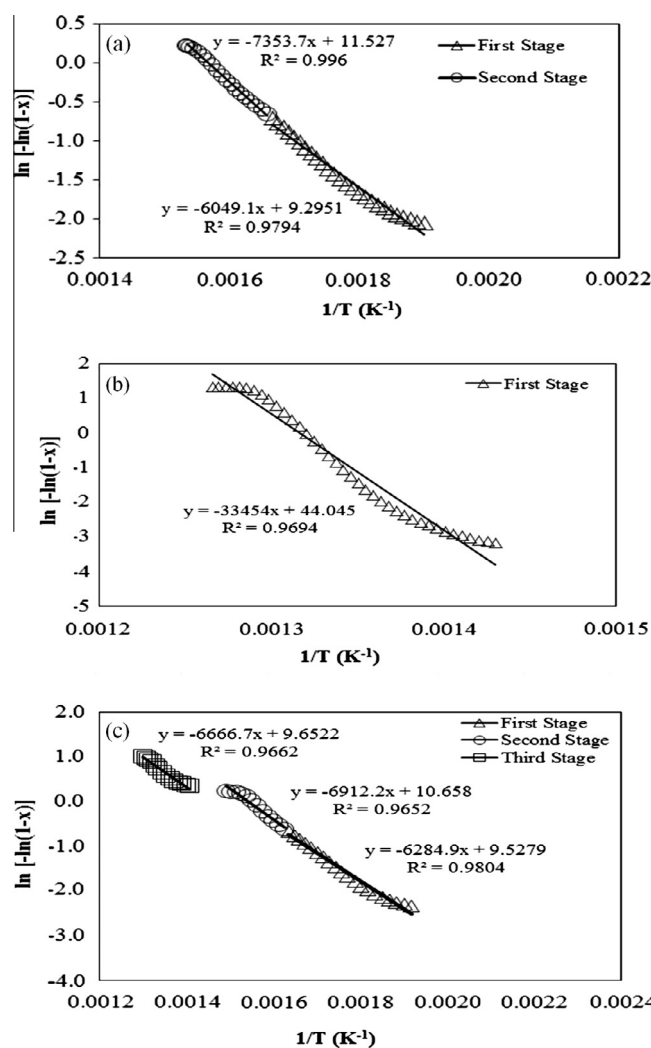 (a)
y = -7353.7x + 11.527
R² = 0.996
First Stage
Second Stage
y = -6049.1x + 9.2951
R² = 0.9794
0.5
0.0
-0.5
-1.0
-1.5
-2.0
-2.5
ln [-ln(1-x)]
0.0014 0.0016 0.0018 0.0020 0.0022
1/T (K⁻¹)
(b)
First Stage
y = -33454x + 44.045
R² = 0.9694
2
1
0
-1
-2
-3
-4
-5
ln [-ln(1-x)]
0.0012 0.0013 0.0014 0.0015
1/T (K⁻¹)
(c)
y = -6666.7x + 9.6522
R² = 0.9662
First Stage
Second Stage
Third Stage
y = -6912.2x + 10.658
R² = 0.9652
y = -6284.9x + 9.5279
R² = 0.9804
2.0
1.0
0.0
-1.0
-2.0
-3.0
-4.0
ln [-ln(1-x)]
0.0012 0.0014 0.0016 0.0018 0.0020 0.0022 0.0024
1/T (K⁻¹)